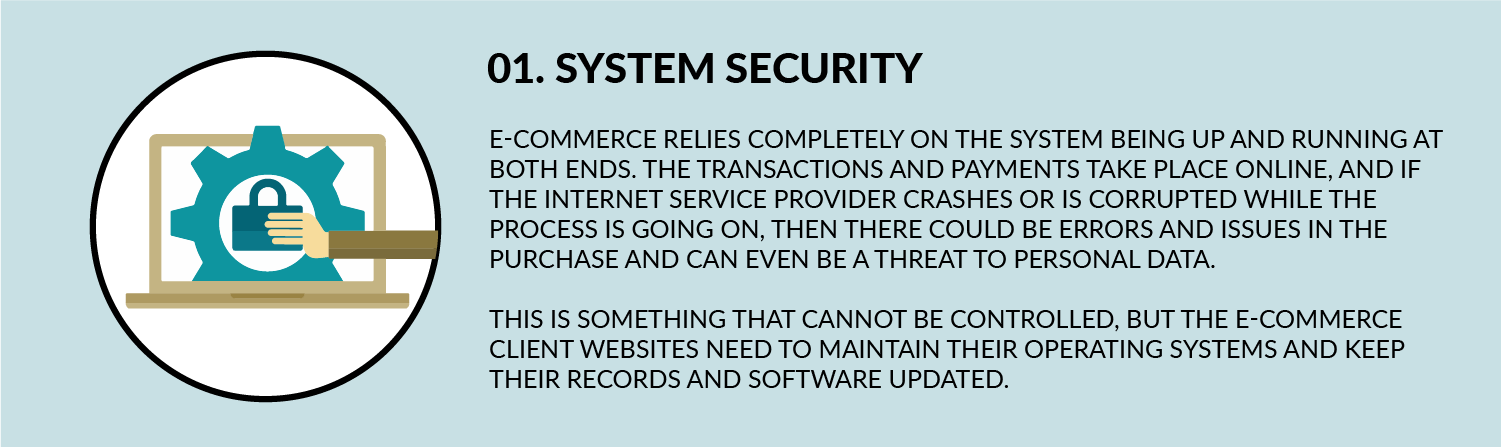 01. SYSTEM SECURITY
E-COMMERCE RELIES COMPLETELY ON THE SYSTEM BEING UP AND RUNNING AT
BOTH ENDS. THE TRANSACTIONS AND PAYMENTS TAKE PLACE ONLINE, AND IF
THE INTERNET SERVICE PROVIDER CRASHES OR IS CORRUPTED WHILE THE
PROCESS IS GOING ON, THEN THERE COULD BE ERRORS AND ISSUES IN THE
PURCHASE AND CAN EVEN BE A THREAT TO PERSONAL DATA.
THIS IS SOMETHING THAT CANNOT BE CONTROLLED, BUT THE E-COMMERCE
CLIENT WEBSITES NEED TO MAINTAIN THEIR OPERATING SYSTEMS AND KEEP
THEIR RECORDS AND SOFTWARE UPDATED.